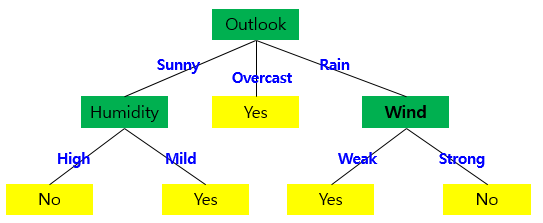 Outlook
Sunny
Overcast
Rain
Humidity
Yes
Wind
High
Mild
Weak
Strong
No
Yes
Yes
No